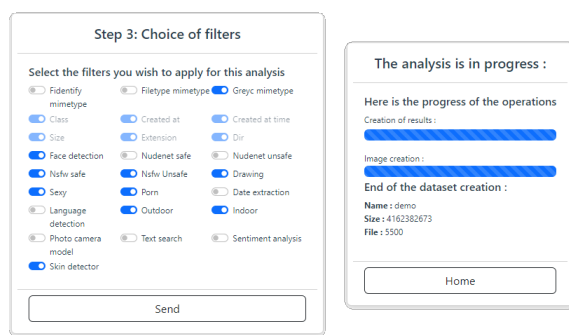 Step 3: Choice of filters
Select the filters you wish to apply for this analysis
Fidentify mimetype
Filetype mimetype
Greyc mimetype
Class
Created at
Created at time
Size
Extension
Dir
Face detection
Nudenet safe
Nudenet unsafe
Nsfw safe
Nsfw Unsafe
Drawing
Sexy
Porn
Date extraction
Language detection
Outdoor
Indoor
Photo camera model
Text search
Sentiment analysis
Skin detector
Send
The analysis is in progress :
Here is the progress of the operations
Creation of results :
Image creation :
End of the dataset creation :
Name : demo
Size : 4162382673
File : 5500
Home